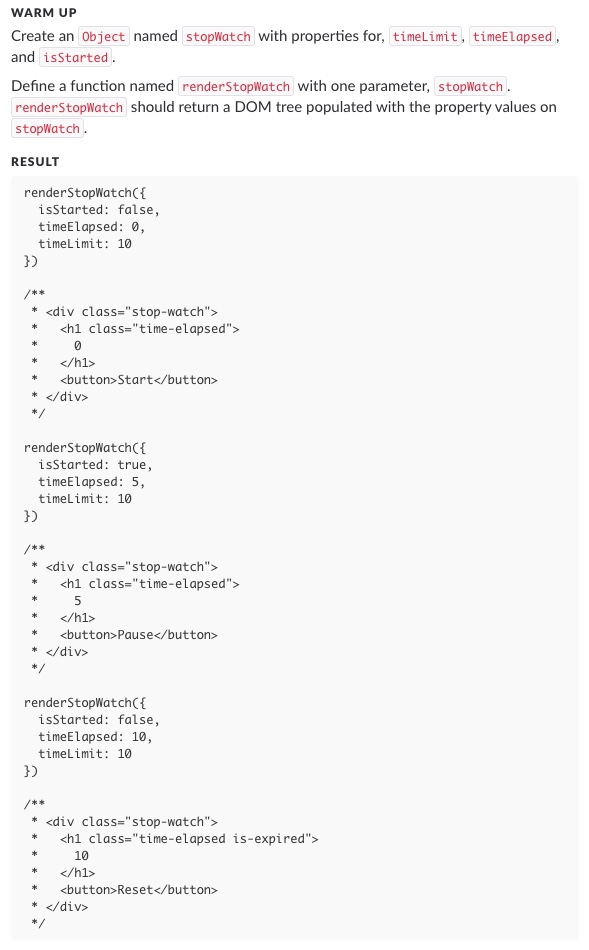 WARM UP
Create an Object named stopWatch with properties for, timeLimit, timeElapsed,
and isStarted.
Define a function named renderStopWatch with one parameter, stopWatch.
renderStopWatch should return a DOM tree populated with the property values on
stopWatch.
RESULT
renderStopWatch({
  isStarted: false,
  timeElapsed: 0,
  timeLimit: 10
})
/**
 * <div class="stop-watch">
 *   <h1 class="time-elapsed">
 *     0
 *   </h1>
 *   <button>Start</button>
 * </div>
 */
renderStopWatch({
  isStarted: true,
  timeElapsed: 5,
  timeLimit: 10
})
/**
 * <div class="stop-watch">
 *   <h1 class="time-elapsed">
 *     5
 *   </h1>
 *   <button>Pause</button>
 * </div>
 */
renderStopWatch({
  isStarted: false,
  timeElapsed: 10,
  timeLimit: 10
})
/**
 * <div class="stop-watch">
 *   <h1 class="time-elapsed is-expired">
 *     10
 *   </h1>
 *   <button>Reset</button>
 * </div>
 */